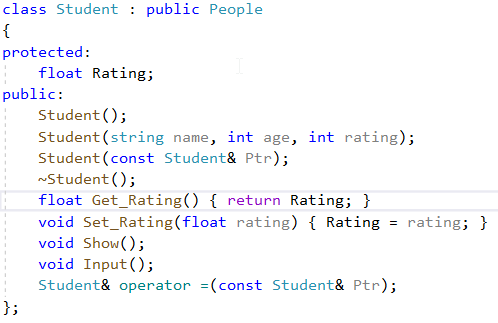 class Student : public People
{
protected:
    float Rating;
public:
    Student();
    Student(string name, int age, int rating);
    Student(const Student& Ptr);
    ~Student();
    float Get_Rating() { return Rating; }
    void Set_Rating(float rating) { Rating = rating; }
    void Show();
    void Input();
    Student& operator =(const Student& Ptr);
};